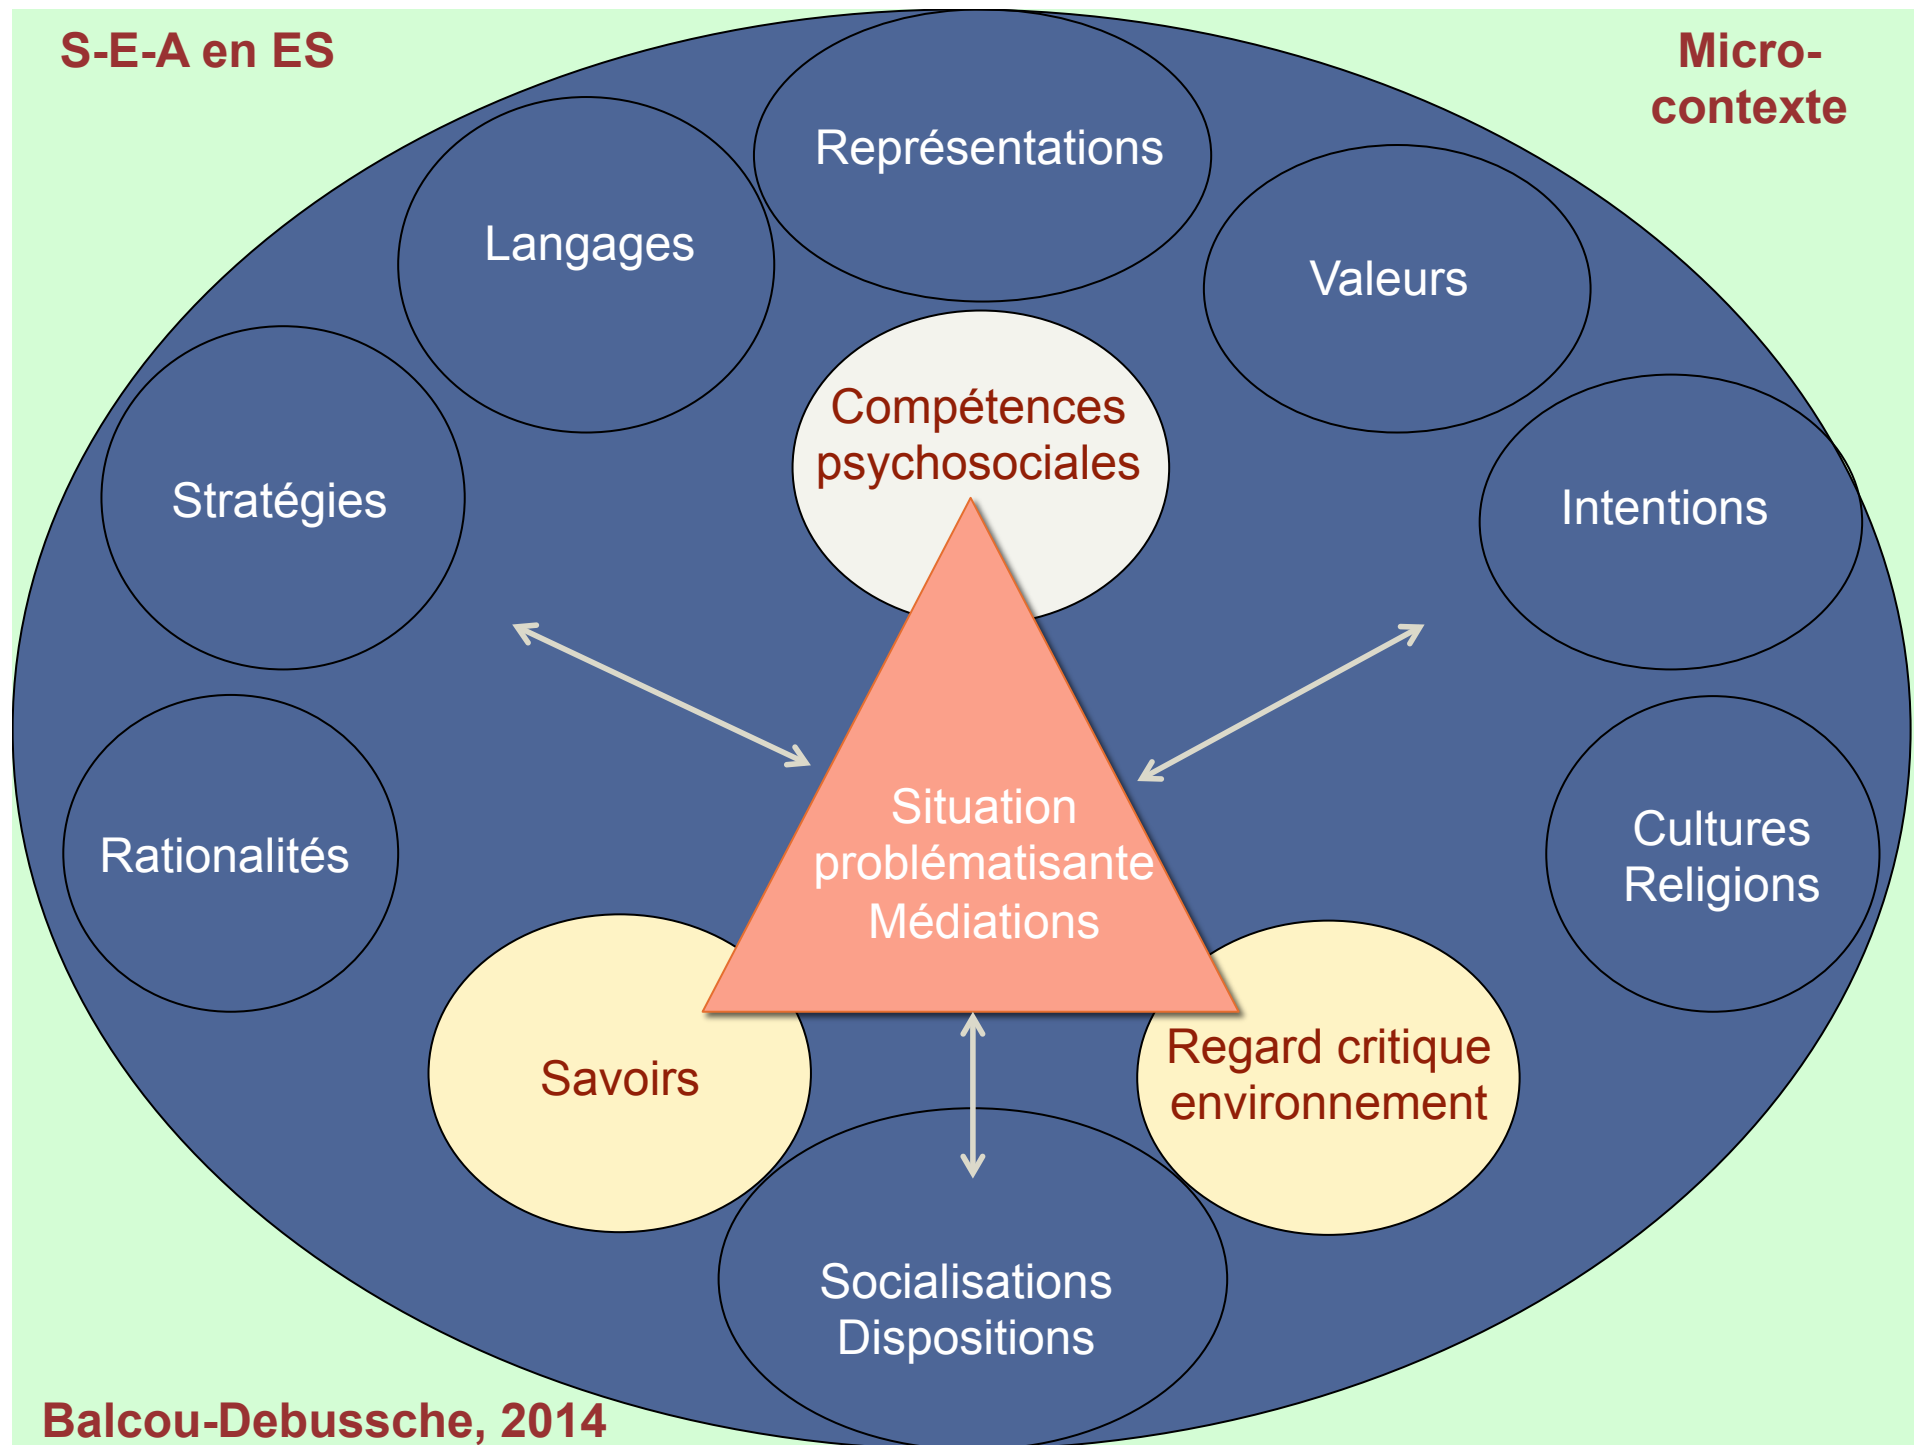 S-E-A en ES
Micro-
contexte
Représentations
Langages
Valeurs
Compétences
psychosociales
Stratégies
Intentions
Situation
problématisante
Médiations
Rationalités
Cultures
Religions
Savoirs
Regard critique
environnement
Socialisations
Dispositions
Balcou-Debussche, 2014